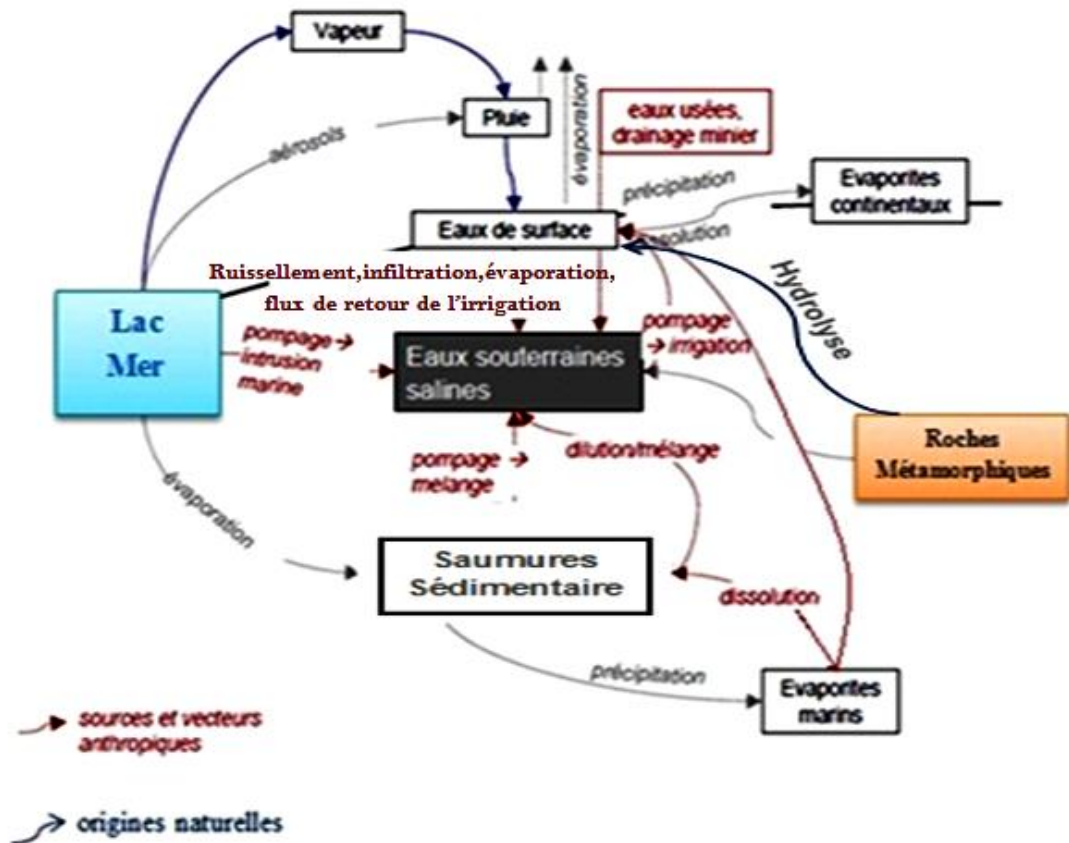 Vapeur
Pluie
aérosols
évaporation
eaux usées,
drainage minier
précipitation
Evaporites
continentaux
Eaux de surface
Ruissellement,infiltration,évaporation,
flux de retour de l'irrigation
Hydrolyse
Lac
Mer
pompage →
intrusion
marine
Eaux souterraines
salines
pompage
→ irrigation
Roches
Métamorphiques
pompage →
melange
dilution/mélange
évaporation
Saumures
Sédimentaire
dissolution
précipitation
Evaporites
marins
sources et vecteurs
anthropiques
origines naturelles